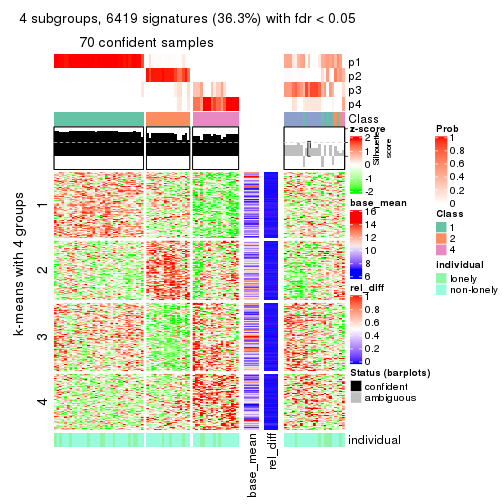 4 subgroups, 6419 signatures (36.3%) with fdr < 0.05
70 confident samples
p1
p2
p3
p4
Class
Silhouette
score
k-means with 4 groups
1
2
3
4
individual
base_mean
rel_diff
z-score
2
1
0
-1
-2
base_mean
16
14
12
10
8
6
rel_diff
1
0.8
0.6
0.4
0.2
0
Status (barplots)
confident
ambiguous
Prob
1
0.8
0.6
0.4
0.2
0
Class
1
2
4
individual
lonely
non-lonely